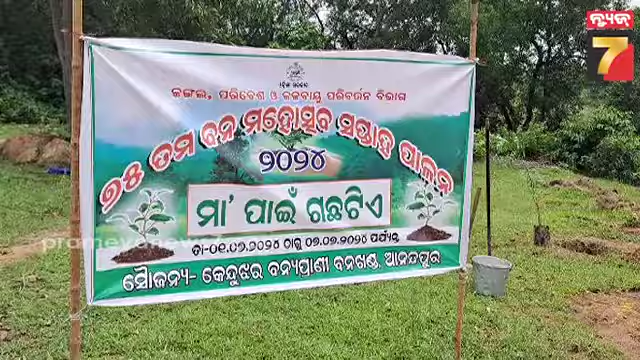 ନ୍ୟୁଜ୍
7
ଓଡ଼ିଶା ସରକାର
ଜଙ୍ଗଲ, ପରିବେଶ ଓ ଜଳବାୟୁ ପରିବର୍ତ୍ତନ ବିଭାଗ
୭୫ ତମ ବନ ମହୋତ୍ସବ ସପ୍ତାହ ପାଳନ
୨୦୨୪
ମା' ପାଇଁ ଗଛଟିଏ
ତା-୦୧.୦୭.୨୦୨୪ ଠାରୁ ୦୭.୦୭.୨୦୨୪ ପର୍ଯ୍ୟନ୍ତ
prameyanews
ସୌଜନ୍ୟ- କେନ୍ଦୁଝର ବନ୍ୟପ୍ରାଣୀ ବନଖଣ୍ଡ, ଆନନ୍ଦପୁର